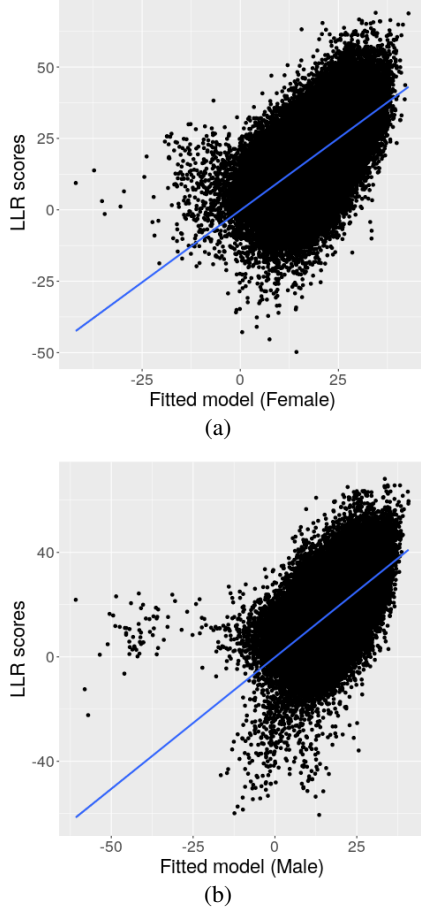 50
25
0
-25
-50
LLR scores
-25 0 25
Fitted model (Female)
(a)
40
0
-40
LLR scores
-50 -25 0 25
Fitted model (Male)
(b)